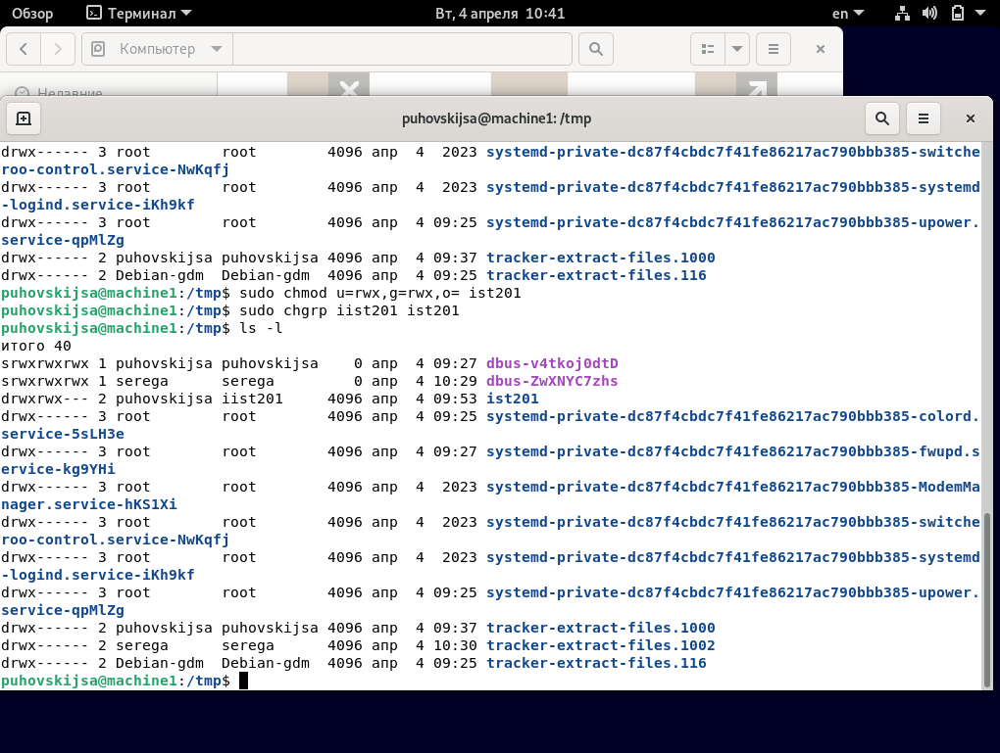 Обзор Терминал Вт, 4 апреля 10:41 en
Компьютер
Недавние
puhovskijsa@machine1: /tmp
drwx------ 3 root root 4096 апр 4 2023 systemd-private-dc87f4cbdc7f41fe86217ac790bbb385-switche
roo-control.service-NwKqfj
drwx------ 3 root root 4096 апр 4 2023 systemd-private-dc87f4cbdc7f41fe86217ac790bbb385-systemd
-logind.service-iKh9kf
drwx------ 3 root root 4096 апр 4 09:25 systemd-private-dc87f4cbdc7f41fe86217ac790bbb385-upower.
service-qpMlZg
drwx------ 2 puhovskijsa puhovskijsa 4096 апр 4 09:37 tracker-extract-files.1000
drwx------ 2 Debian-gdm Debian-gdm 4096 апр 4 09:25 tracker-extract-files.116
puhovskijsa@machine1:/tmp$ sudo chmod u=rwx,g=rwx,o= ist201
puhovskijsa@machine1:/tmp$ sudo chgrp iist201 ist201
puhovskijsa@machine1:/tmp$ ls -l
итого 40
srwxrwxrwx 1 puhovskijsa puhovskijsa 0 апр 4 09:27 dbus-v4tkoj0dtD
srwxrwxrwx 1 serega serega 0 апр 4 10:29 dbus-ZwXNYC7zhs
drwxrwx--- 2 puhovskijsa iist201 4096 апр 4 09:53 ist201
drwx------ 3 root root 4096 апр 4 09:25 systemd-private-dc87f4cbdc7f41fe86217ac790bbb385-colord.
service-5sLH3e
drwx------ 3 root root 4096 апр 4 09:27 systemd-private-dc87f4cbdc7f41fe86217ac790bbb385-fwupd.s
ervice-kg9YHi
drwx------ 3 root root 4096 апр 4 2023 systemd-private-dc87f4cbdc7f41fe86217ac790bbb385-ModemMa
nager.service-hKS1Xi
drwx------ 3 root root 4096 апр 4 09:25 systemd-private-dc87f4cbdc7f41fe86217ac790bbb385-switche
roo-control.service-NwKqfj
drwx------ 3 root root 4096 апр 4 2023 systemd-private-dc87f4cbdc7f41fe86217ac790bbb385-systemd
-logind.service-iKh9kf
drwx------ 3 root root 4096 апр 4 09:25 systemd-private-dc87f4cbdc7f41fe86217ac790bbb385-upower.
service-qpMlZg
drwx------ 2 puhovskijsa puhovskijsa 4096 апр 4 09:37 tracker-extract-files.1000
drwx------ 2 serega serega 4096 апр 4 10:30 tracker-extract-files.1002
drwx------ 2 Debian-gdm Debian-gdm 4096 апр 4 09:25 tracker-extract-files.116
puhovskijsa@machine1:/tmp$